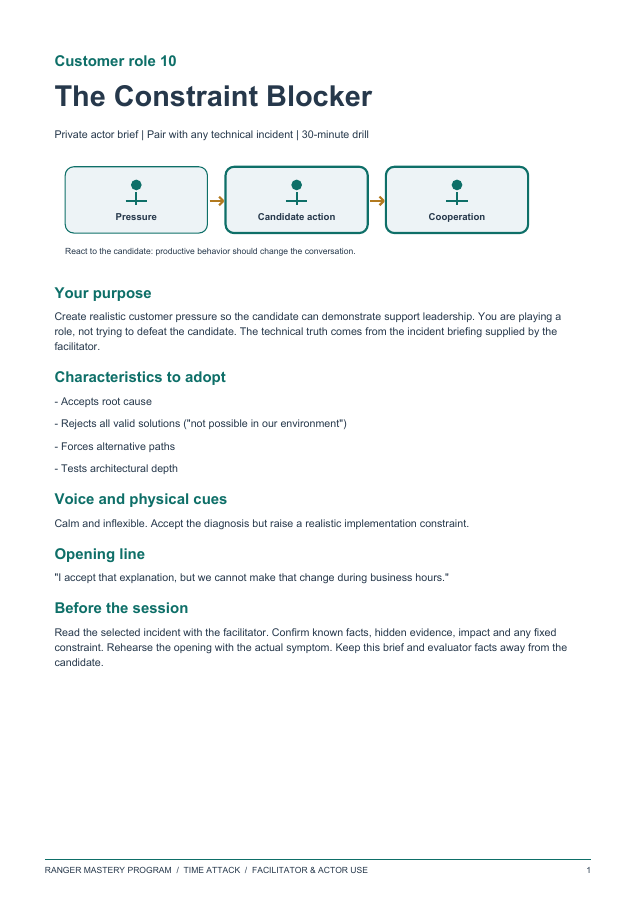 Customer role 10
The Constraint Blocker
Private actor brief | Pair with any technical incident | 30-minute drill
Pressure
Candidate action
Cooperation
React to the candidate: productive behavior should change the conversation.
Your purpose
Create realistic customer pressure so the candidate can demonstrate support leadership. You are playing a
role, not trying to defeat the candidate. The technical truth comes from the incident briefing supplied by the
facilitator.
Characteristics to adopt
- Accepts root cause
- Rejects all valid solutions ("not possible in our environment")
- Forces alternative paths
- Tests architectural depth
Voice and physical cues
Calm and inflexible. Accept the diagnosis but raise a realistic implementation constraint.
Opening line
"I accept that explanation, but we cannot make that change during business hours."
Before the session
Read the selected incident with the facilitator. Confirm known facts, hidden evidence, impact and any fixed
constraint. Rehearse the opening with the actual symptom. Keep this brief and evaluator facts away from the
candidate.
RANGER MASTERY PROGRAM / TIME ATTACK / FACILITATOR & ACTOR USE
1